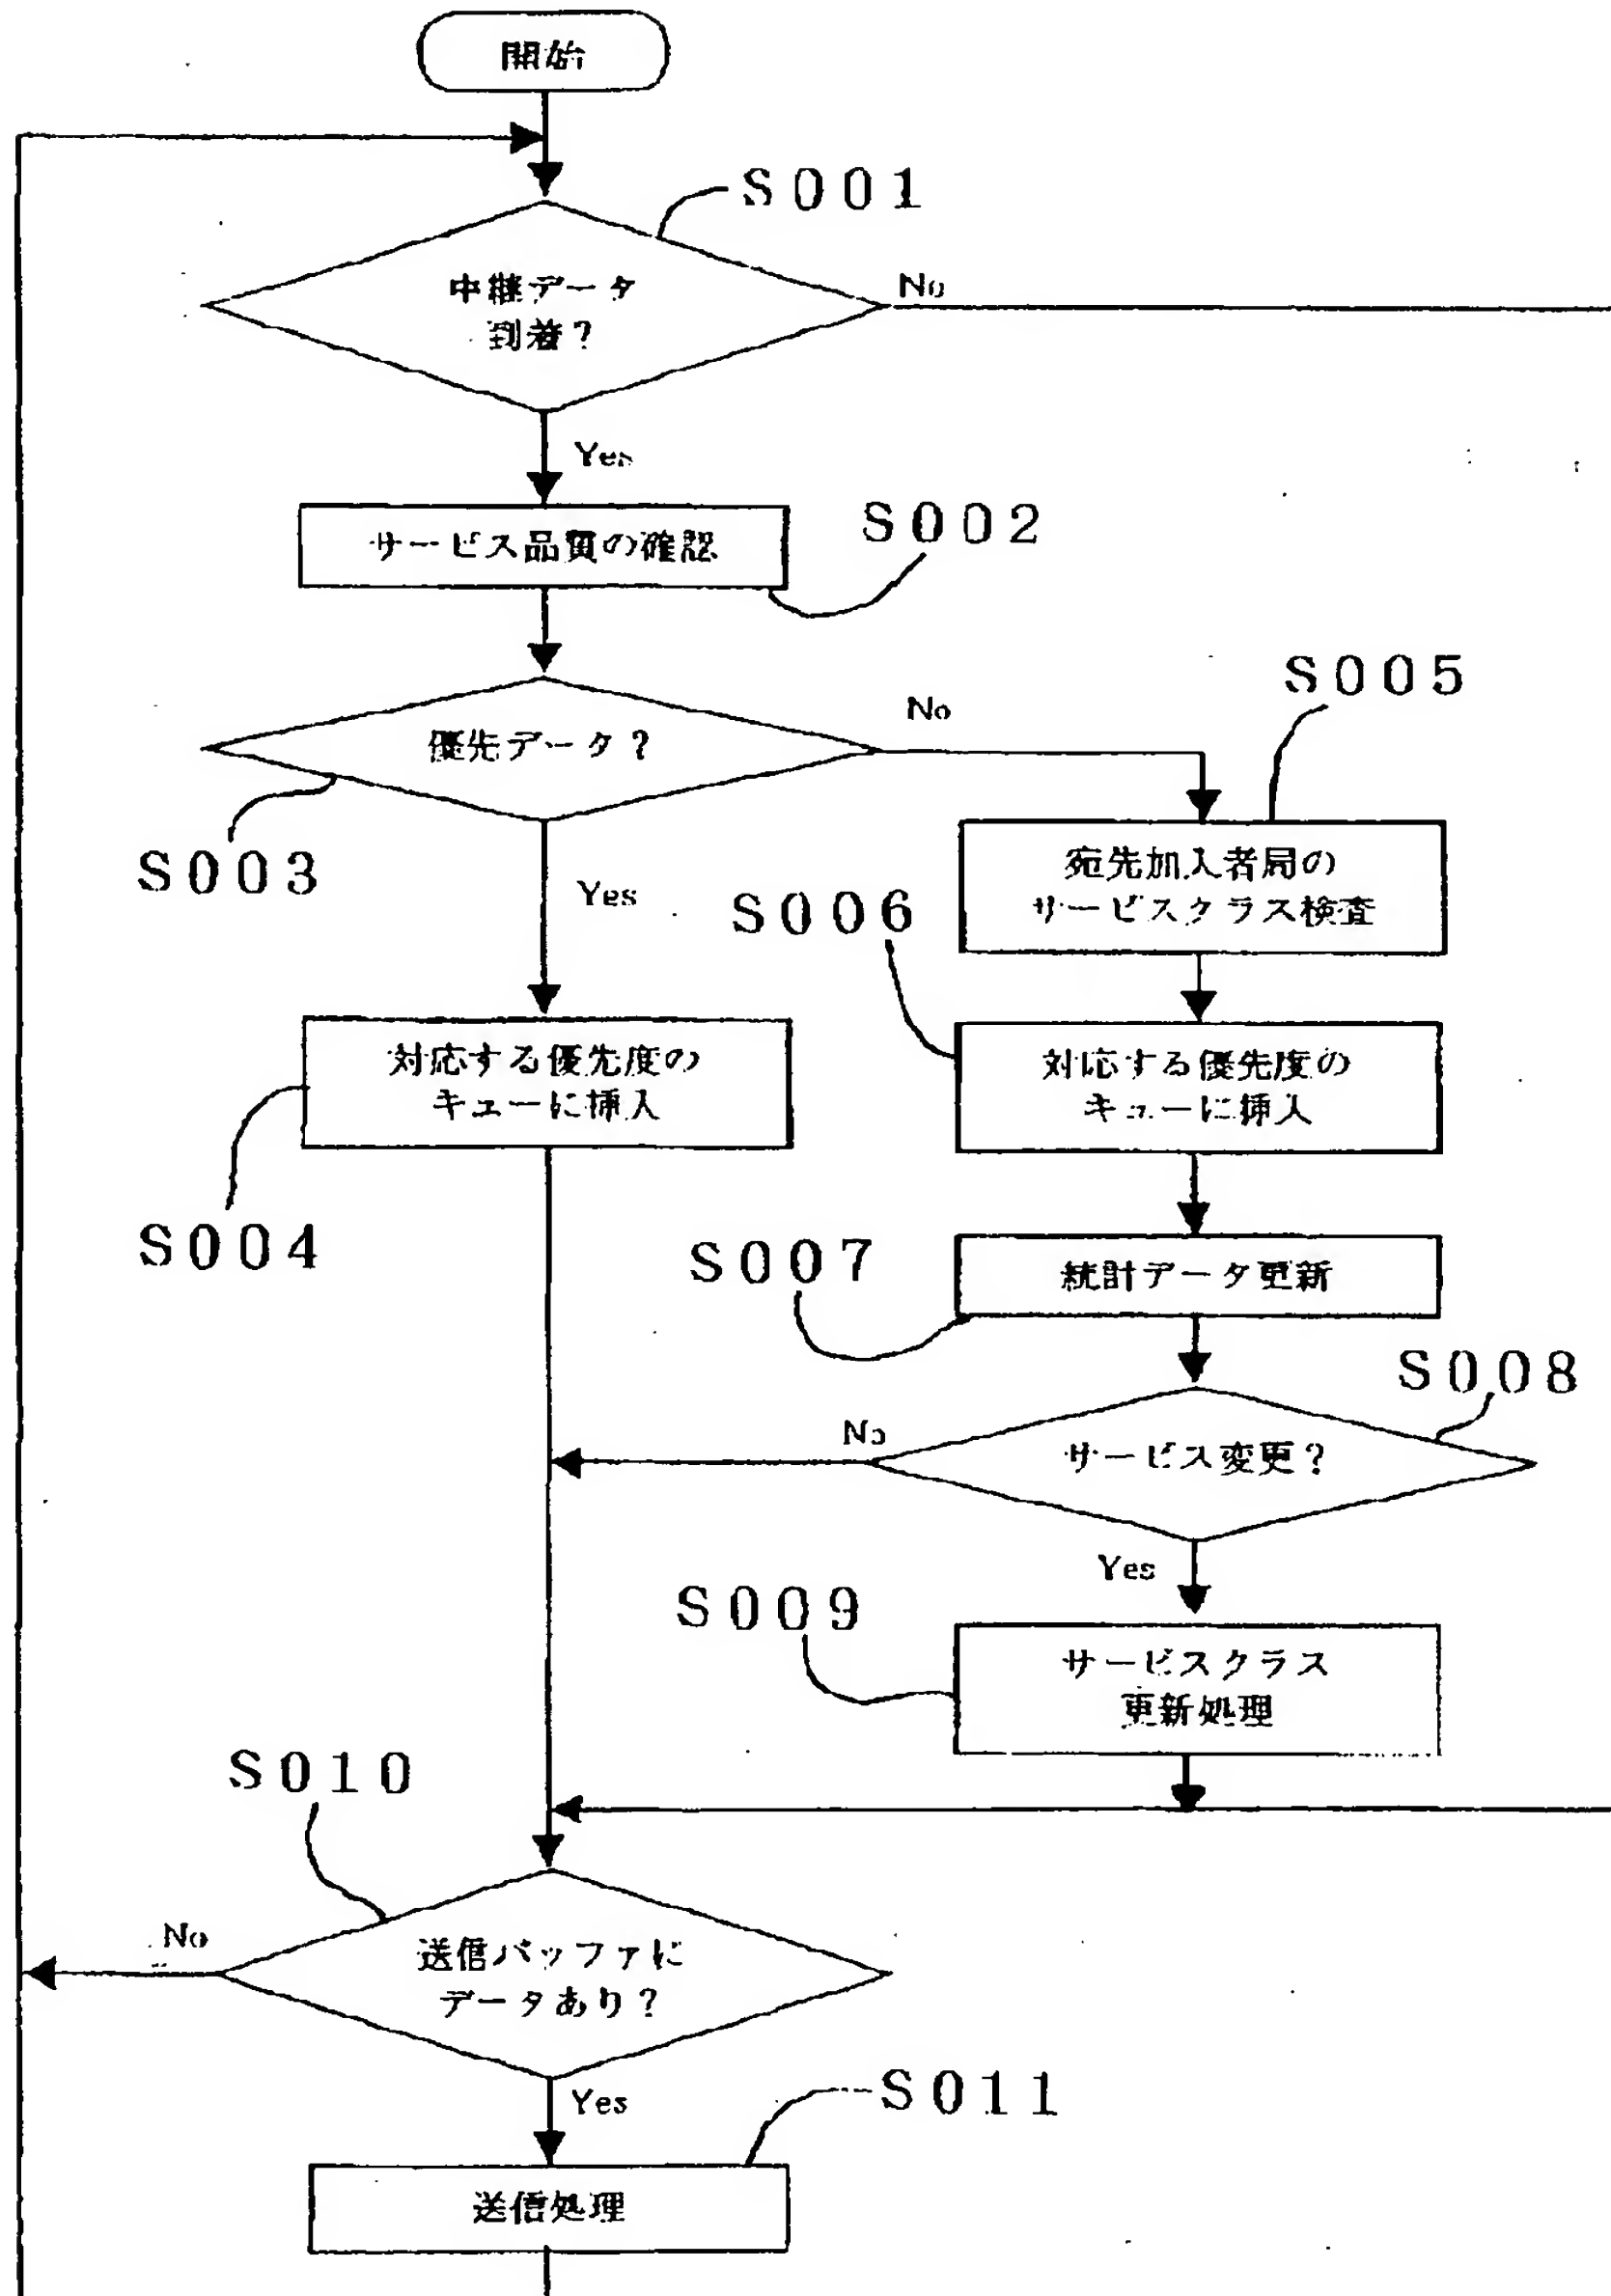 開始
S001
中継データ
到着?
No
Yes
サービス品質の確認
S002
優先データ?
No
S003
Yes
S005
宛先加入者局の
サービスクラス検査
S006
対応する優先度の
キューに挿入
S004
対応する優先度の
キューに挿入
S007
統計データ更新
S008
サービス変更?
No
Yes
S009
サービスクラス
更新処理
S010
送信バッファに
データあり?
No
Yes
S011
送信処理